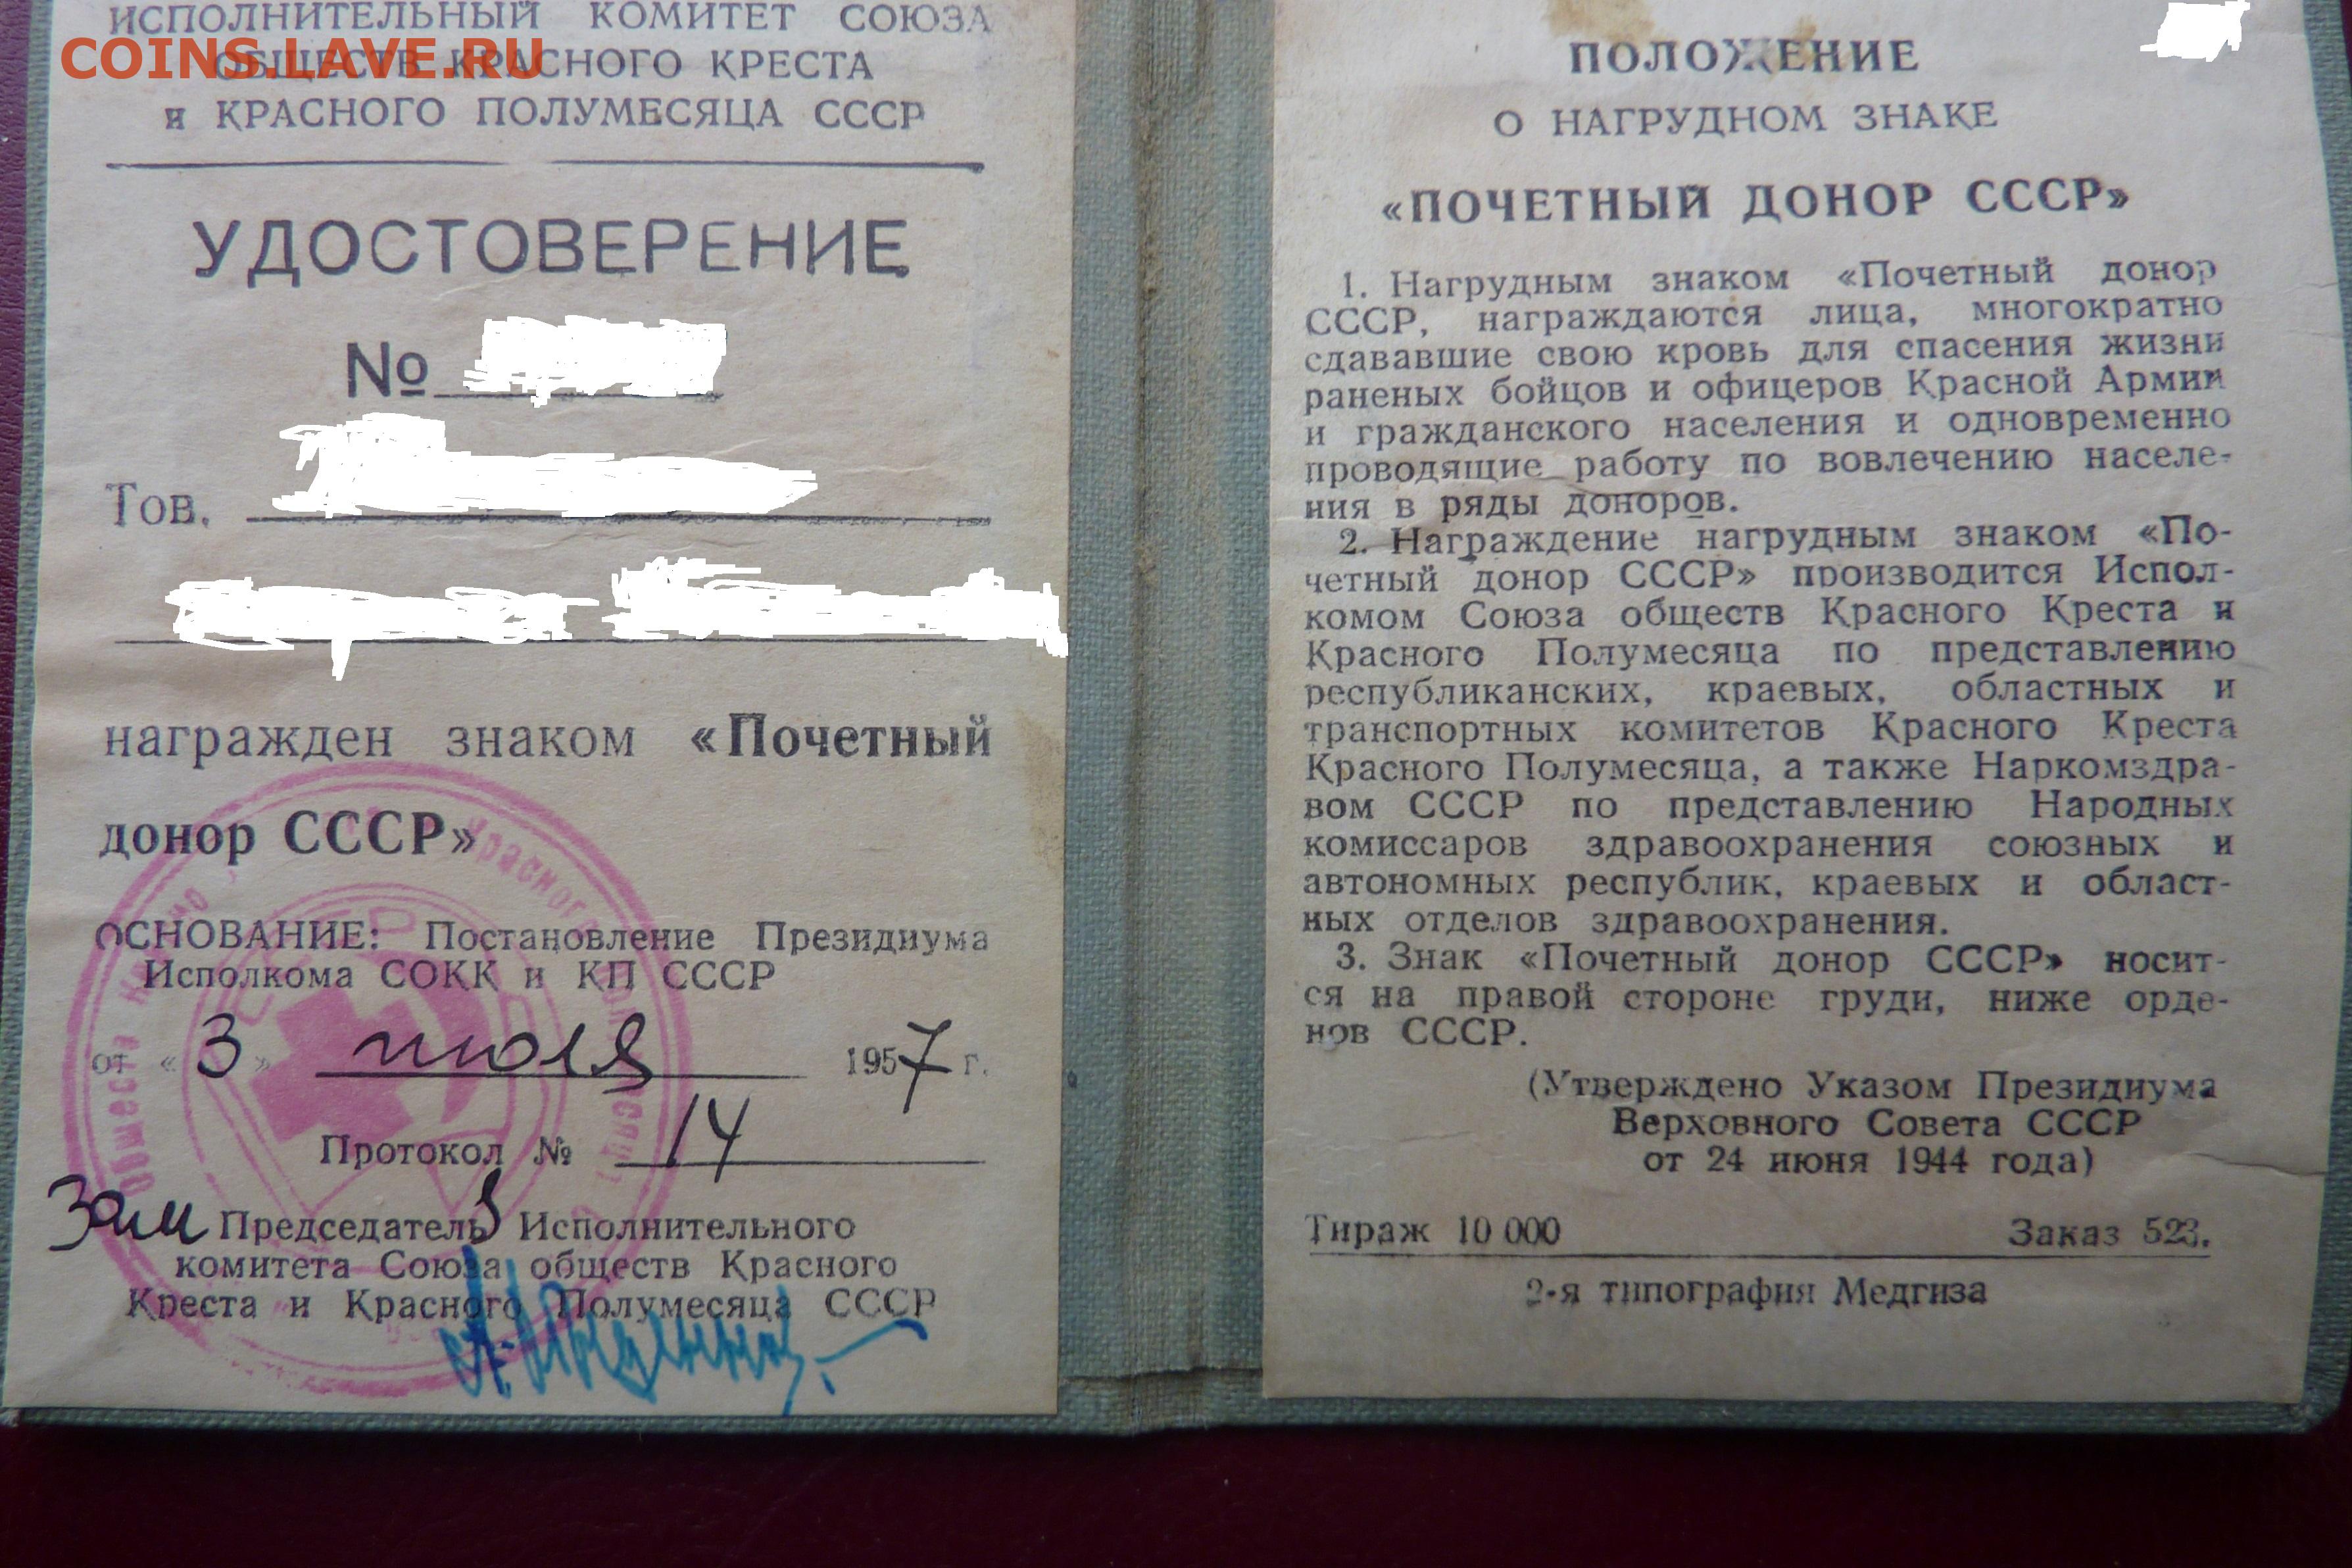 ИСПОЛНИТЕЛЬНЫЙ КОМИТЕТ СОЮЗА
COINS.LAVE.RU
ОБЩЕСТВ КРАСНОГО КРЕСТА
и КРАСНОГО ПОЛУМЕСЯЦА СССР
УДОСТОВЕРЕНИЕ
№
Тов.
награжден знаком «Почетный
донор СССР»
ОСНОВАНИЕ: Постановление Президиума
Исполкома СОКК и КП СССР
от «3» июля 1957 г.
Протокол № 14
Зам Председателя Исполнительного
комитета Союза обществ Красного
Креста и Красного Полумесяца СССР
ПОЛОЖЕНИЕ
О НАГРУДНОМ ЗНАКЕ
«ПОЧЕТНЫЙ ДОНОР СССР»
1. Нагрудным знаком «Почетный донор
СССР, награждаются лица, многократно
сдававшие свою кровь для спасения жизни
раненых бойцов и офицеров Красной Армии
и гражданского населения и одновременно
проводящие работу по вовлечению населе-
ния в ряды доноров.
2. Награждение нагрудным знаком «По-
четный донор СССР» производится Испол-
комом Союза обществ Красного Креста и
Красного Полумесяца по представлению
республиканских, краевых, областных и
транспортных комитетов Красного Креста
Красного Полумесяца, а также Наркомздра-
вом СССР по представлению Народных
комиссаров здравоохранения союзных и
автономных республик, краевых и област-
ных отделов здравоохранения.
3. Знак «Почетный донор СССР» носит-
ся на правой стороне груди, ниже орде-
нов СССР.
(Утверждено Указом Президиума
Верховного Совета СССР
от 24 июня 1944 года)
Тираж 10 000 Заказ 523.
2-я типография Медгиза